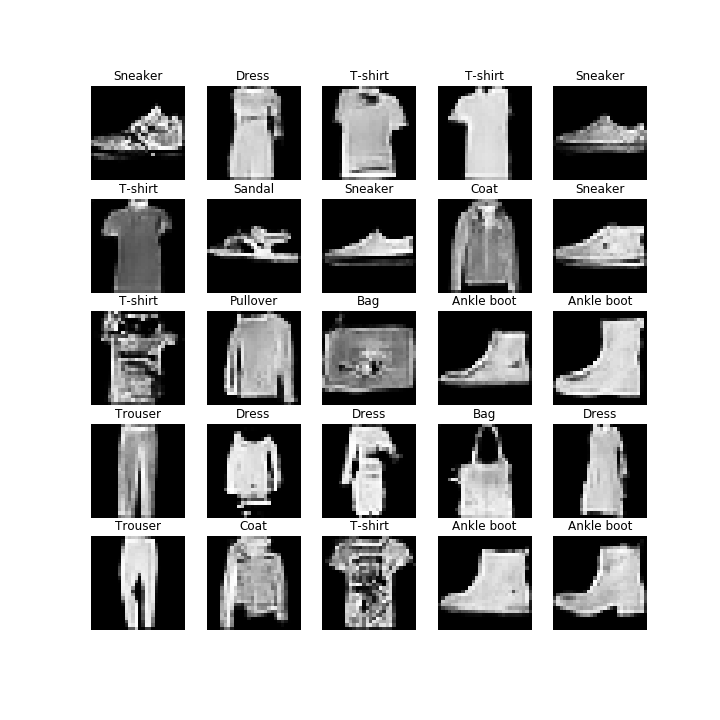 Sneaker Dress T-shirt T-shirt Sneaker
T-shirt Sandal Sneaker Coat Sneaker
T-shirt Pullover Bag Ankle boot Ankle boot
Trouser Dress Dress Bag Dress
Trouser Coat T-shirt Ankle boot Ankle boot